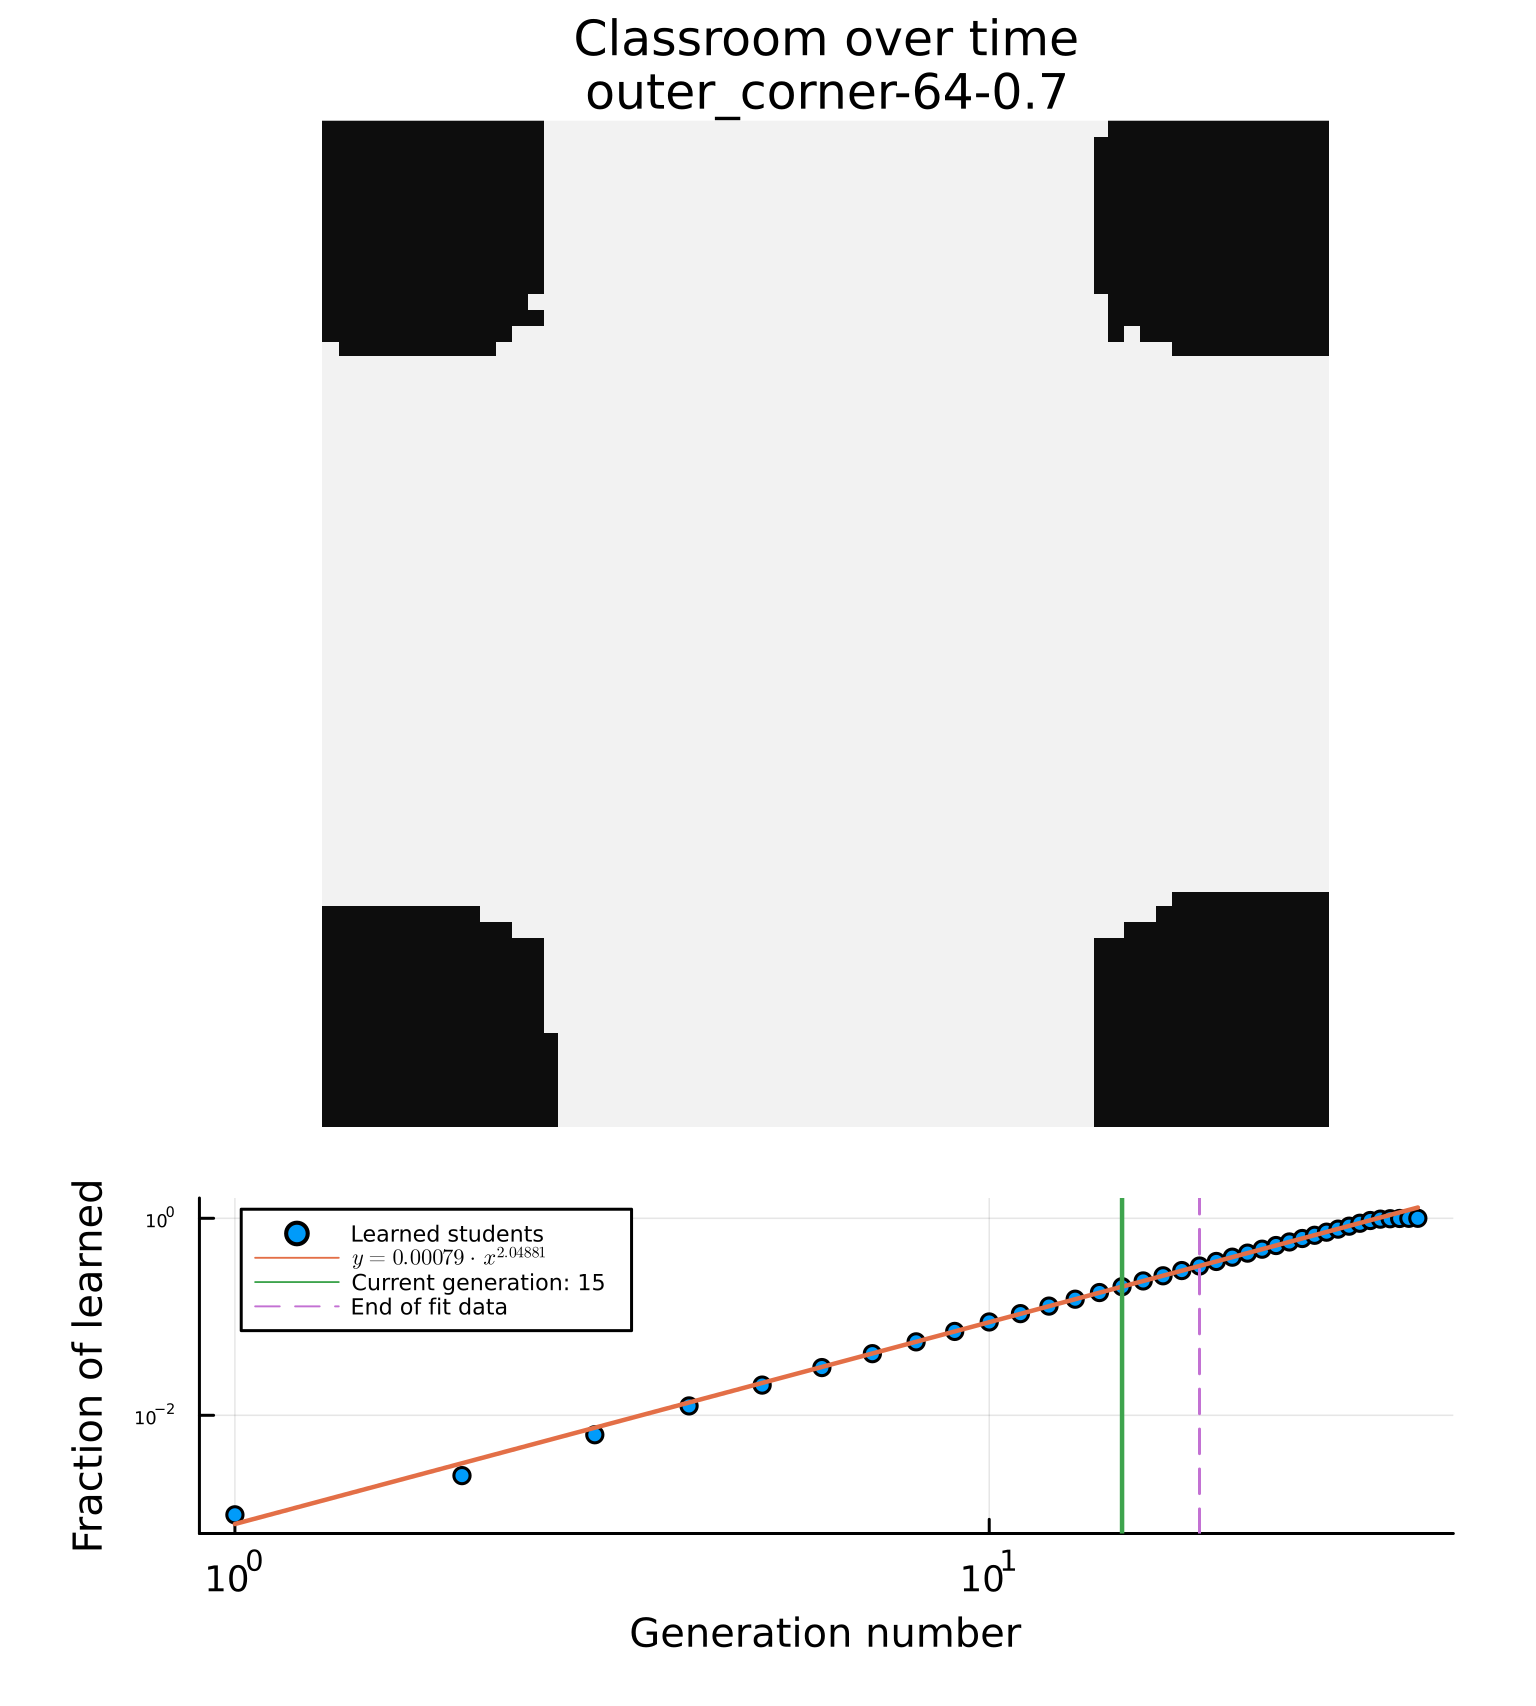 Classroom over time
outer_corner-64-0.7
Fraction of learned
10^0
10^-2
Learned students
y = 0.00079 · x^2.04881
Current generation: 15
End of fit data
10^0
10^1
Generation number